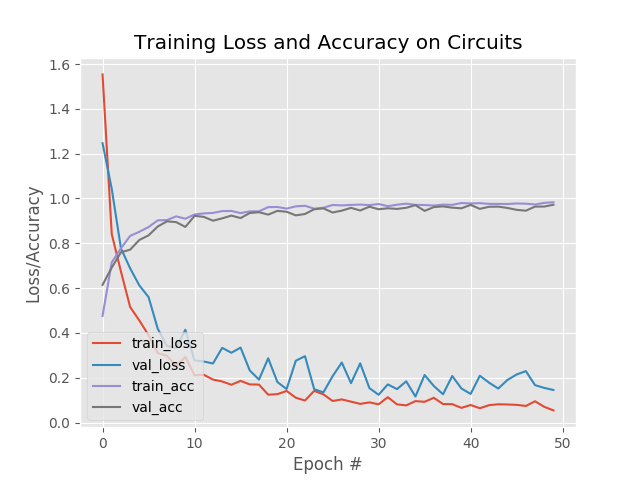 Training Loss and Accuracy on Circuits
1.6
1.4
1.2
1.0
0.8
0.6
0.4
0.2
0.0
Loss/Accuracy
train_loss
val_loss
train_acc
val_acc
0 10 20 30 40 50
Epoch #